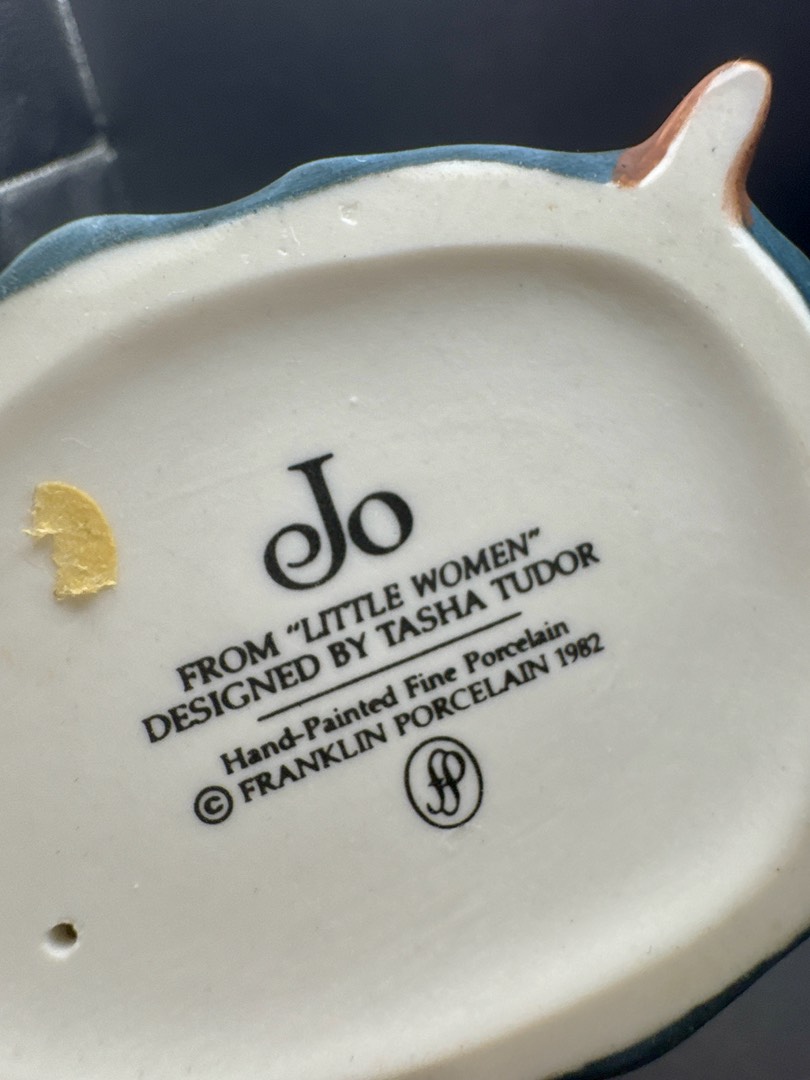 Jo
FROM “LITTLE WOMEN”
DESIGNED BY TASHA TUDOR
Hand-Painted Fine Porcelain
© FRANKLIN PORCELAIN 1982
FP